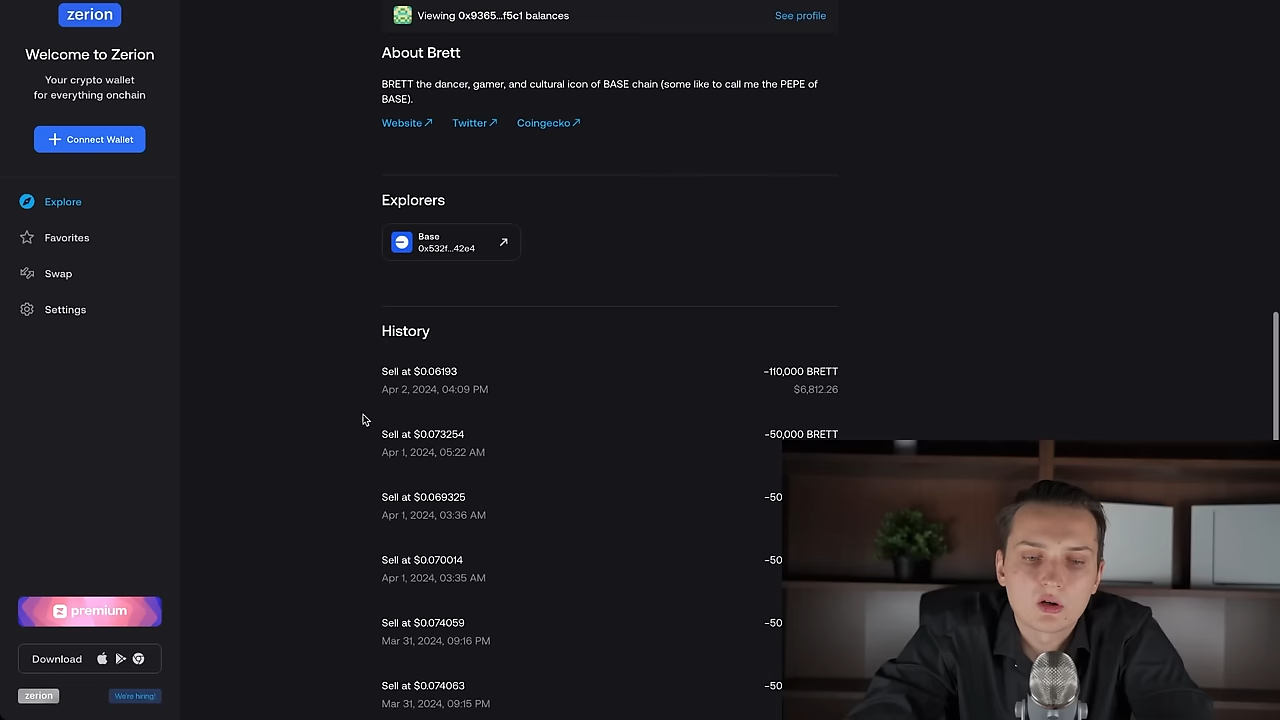 zerion
Welcome to Zerion
Your crypto wallet
for everything onchain
Connect Wallet
Explore
Favorites
Swap
Settings
premium
Download
zerion
We're hiring!
Viewing 0x9365...f5c1 balances
See profile
About Brett
BRETT the dancer, gamer, and cultural icon of BASE chain (some like to call me the PEPE of
BASE).
Website Twitter Coingecko
Explorers
Base
0x532f...42e4
History
Sell at $0.06193 -110,000 BRETT
Apr 2, 2024, 04:09 PM $6,812.26
Sell at $0.073254 -50,000 BRETT
Apr 1, 2024, 05:22 AM
Sell at $0.069325 -50
Apr 1, 2024, 03:36 AM
Sell at $0.070014 -50
Apr 1, 2024, 03:35 AM
Sell at $0.074059 -50
Mar 31, 2024, 09:16 PM
Sell at $0.074063 -50
Mar 31, 2024, 09:15 PM